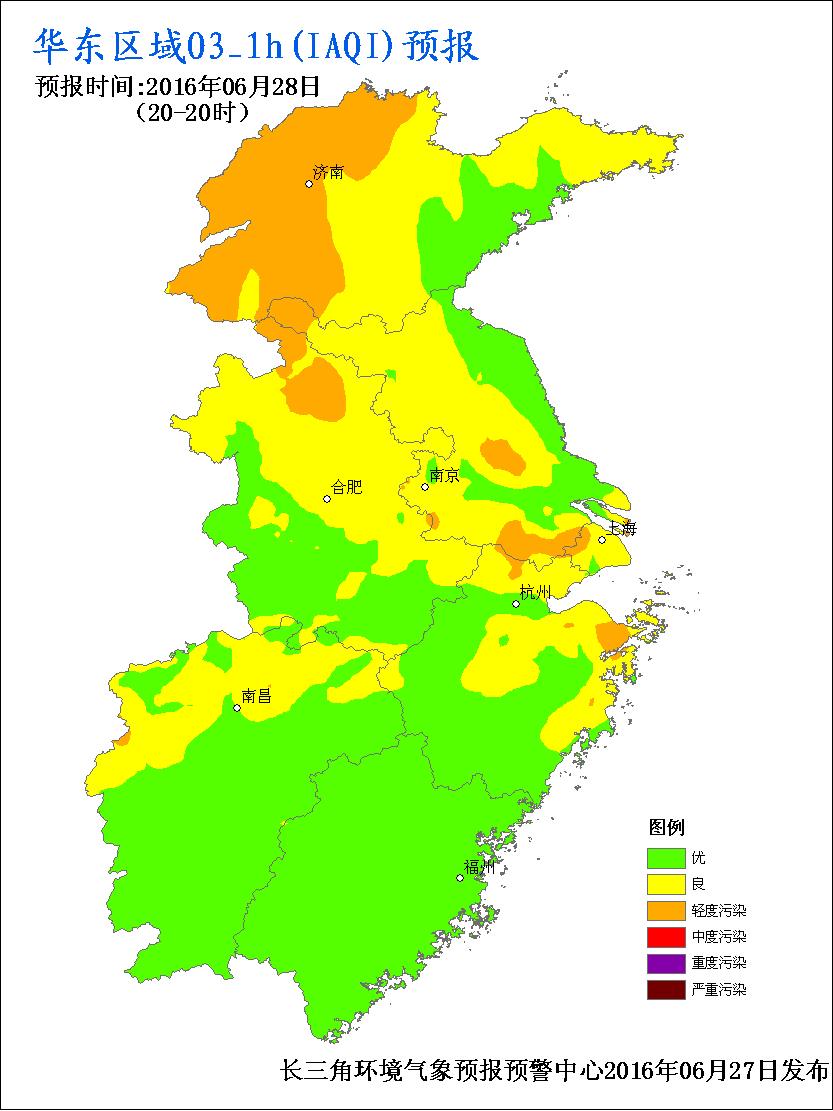 华东区域O3_1h(IAQI)预报
预报时间:2016年06月28日
(20-20时)
济南
南京
合肥
上海
杭州
南昌
福州
图例
优
良
轻度污染
中度污染
重度污染
严重污染
长三角环境气象预报预警中心2016年06月27日发布